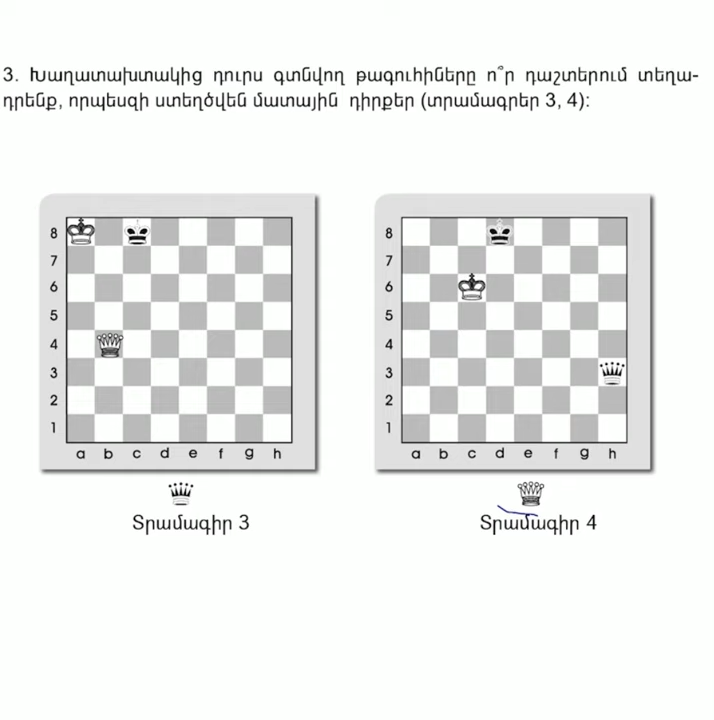 3. Խաղատախտակից դուրս գտնվող թագուհիները ո՞ր դաշտերում տեղա-
դրենք, որպեսզի ստեղծվեն մատային դիրքեր (տրամագրեր 3, 4):
8
7
6
5
4
3
2
1
a b c d e f g h
Տրամագիր 3
8
7
6
5
4
3
2
1
a b c d e f g h
Տրամագիր 4